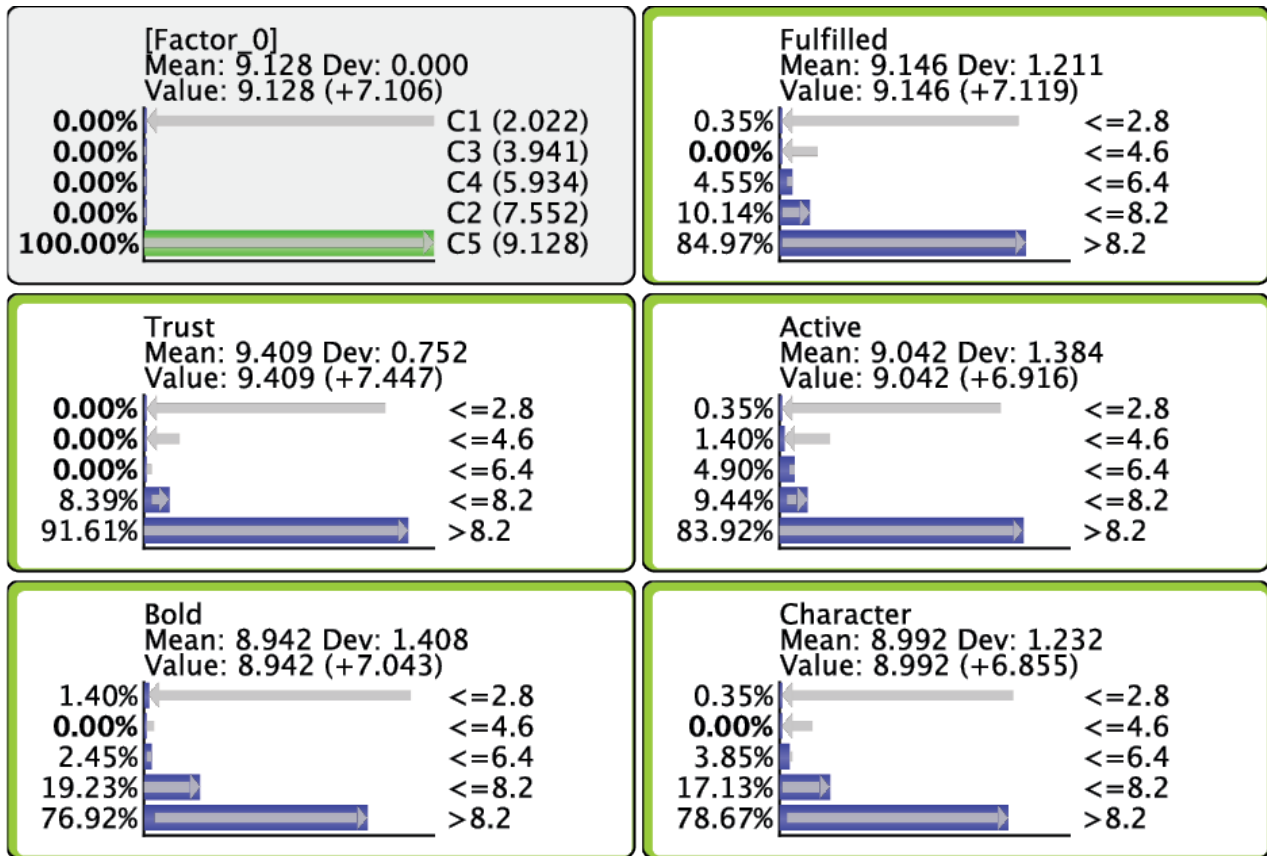 [Factor_0]
Mean: 9.128 Dev: 0.000
Value: 9.128 (+7.106)
0.00% C1 (2.022)
0.00% C3 (3.941)
0.00% C4 (5.934)
0.00% C2 (7.552)
100.00% C5 (9.128)
Fulfilled
Mean: 9.146 Dev: 1.211
Value: 9.146 (+7.119)
0.35% <=2.8
0.00% <=4.6
4.55% <=6.4
10.14% <=8.2
84.97% >8.2
Trust
Mean: 9.409 Dev: 0.752
Value: 9.409 (+7.447)
0.00% <=2.8
0.00% <=4.6
0.00% <=6.4
8.39% <=8.2
91.61% >8.2
Active
Mean: 9.042 Dev: 1.384
Value: 9.042 (+6.916)
0.35% <=2.8
1.40% <=4.6
4.90% <=6.4
9.44% <=8.2
83.92% >8.2
Bold
Mean: 8.942 Dev: 1.408
Value: 8.942 (+7.043)
1.40% <=2.8
0.00% <=4.6
2.45% <=6.4
19.23% <=8.2
76.92% >8.2
Character
Mean: 8.992 Dev: 1.232
Value: 8.992 (+6.855)
0.35% <=2.8
0.00% <=4.6
3.85% <=6.4
17.13% <=8.2
78.67% >8.2